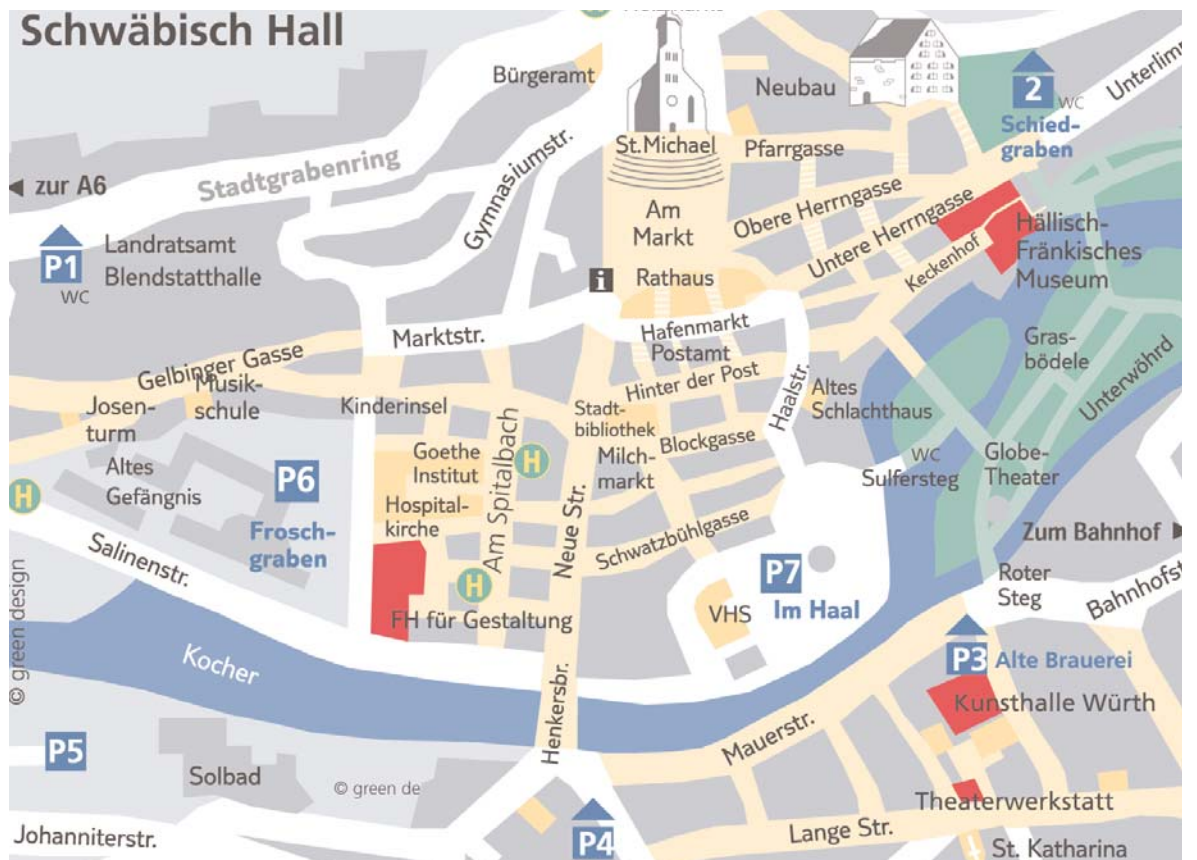 Schwäbisch Hall
H
Bürgeramt
Neubau
2
WC
Schied-
graben
St.Michael
Pfarrgasse
Stadtgrabenring
Gymnasiumstr.
zur A6
Am
Markt
Obere Herrngasse
Untere Herrngasse
Keckenhof
Hällisch-
Fränkisches
Museum
P1
WC
Landratsamt
Blendstatthalle
i
Rathaus
Marktstr.
Hafenmarkt
Postamt
Hinter der Post
Gelbinger Gasse
Musik-
schule
Josen-
turm
Altes
Gefängnis
Kinderinsel
Stadt-
bibliothek
Haalstr.
Altes
Schlachthaus
Gras-
bödele
Unterwöhrd
Blockgasse
Milch-
markt
Goethe
Institut
Hospital-
kirche
Am Spitalbach
H
Neue Str.
WC
Sulfersteg
Globe-
Theater
H
P6
Frosch-
graben
Salinenstr.
Schwatzbühlgasse
Zum Bahnhof
P7
Im Haal
VHS
H
FH für Gestaltung
Roter
Steg
Bahnhofst
Kocher
Henkersbr.
P3
Alte Brauerei
Kunsthalle Würth
Mauerstr.
P5
Solbad
© green de
© green design
Theaterwerkstatt
Johanniterstr.
P4
Lange Str.
St. Katharina